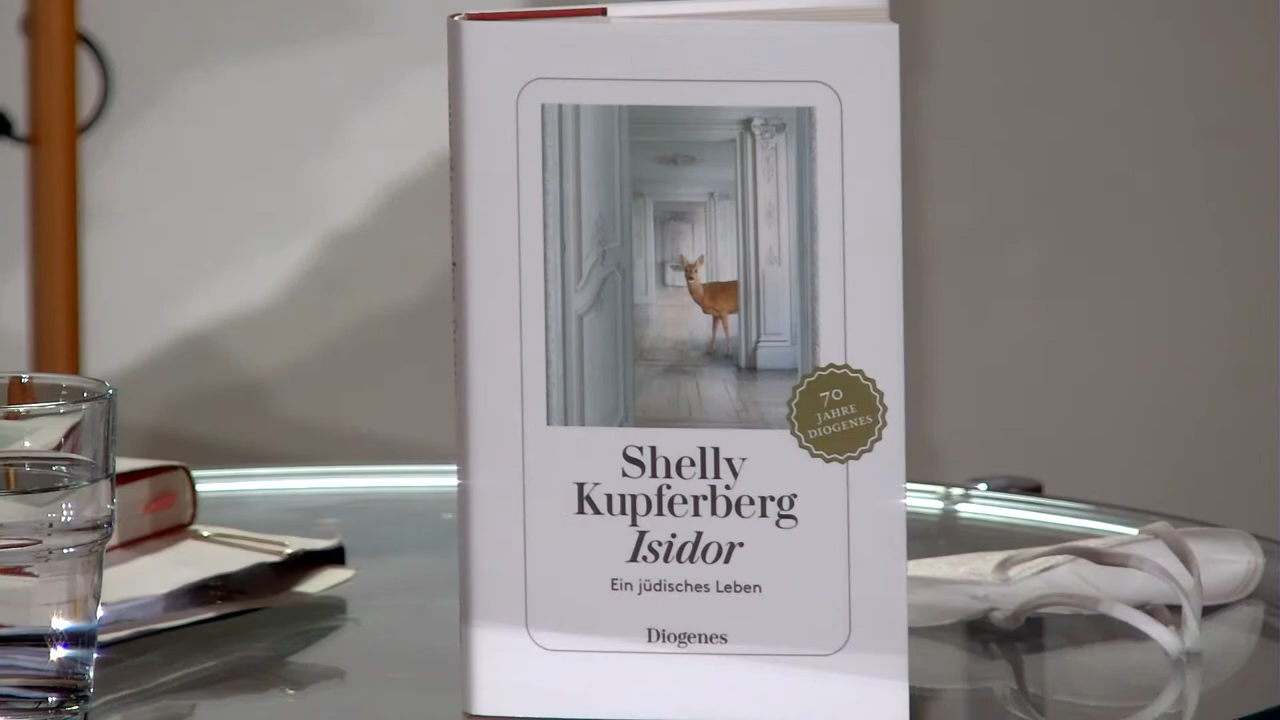 70
JAHRE
DIOGENES
Shelly
Kupferberg
Isidor
Ein jüdisches Leben
Diogenes